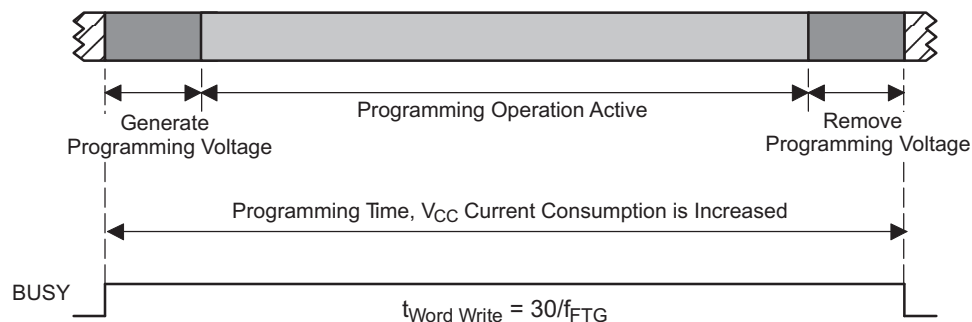 Programming Operation Active
Generate
Programming Voltage
Remove
Programming Voltage
Programming Time, VCC Current Consumption is Increased
BUSY
tWord Write = 30/fFTG